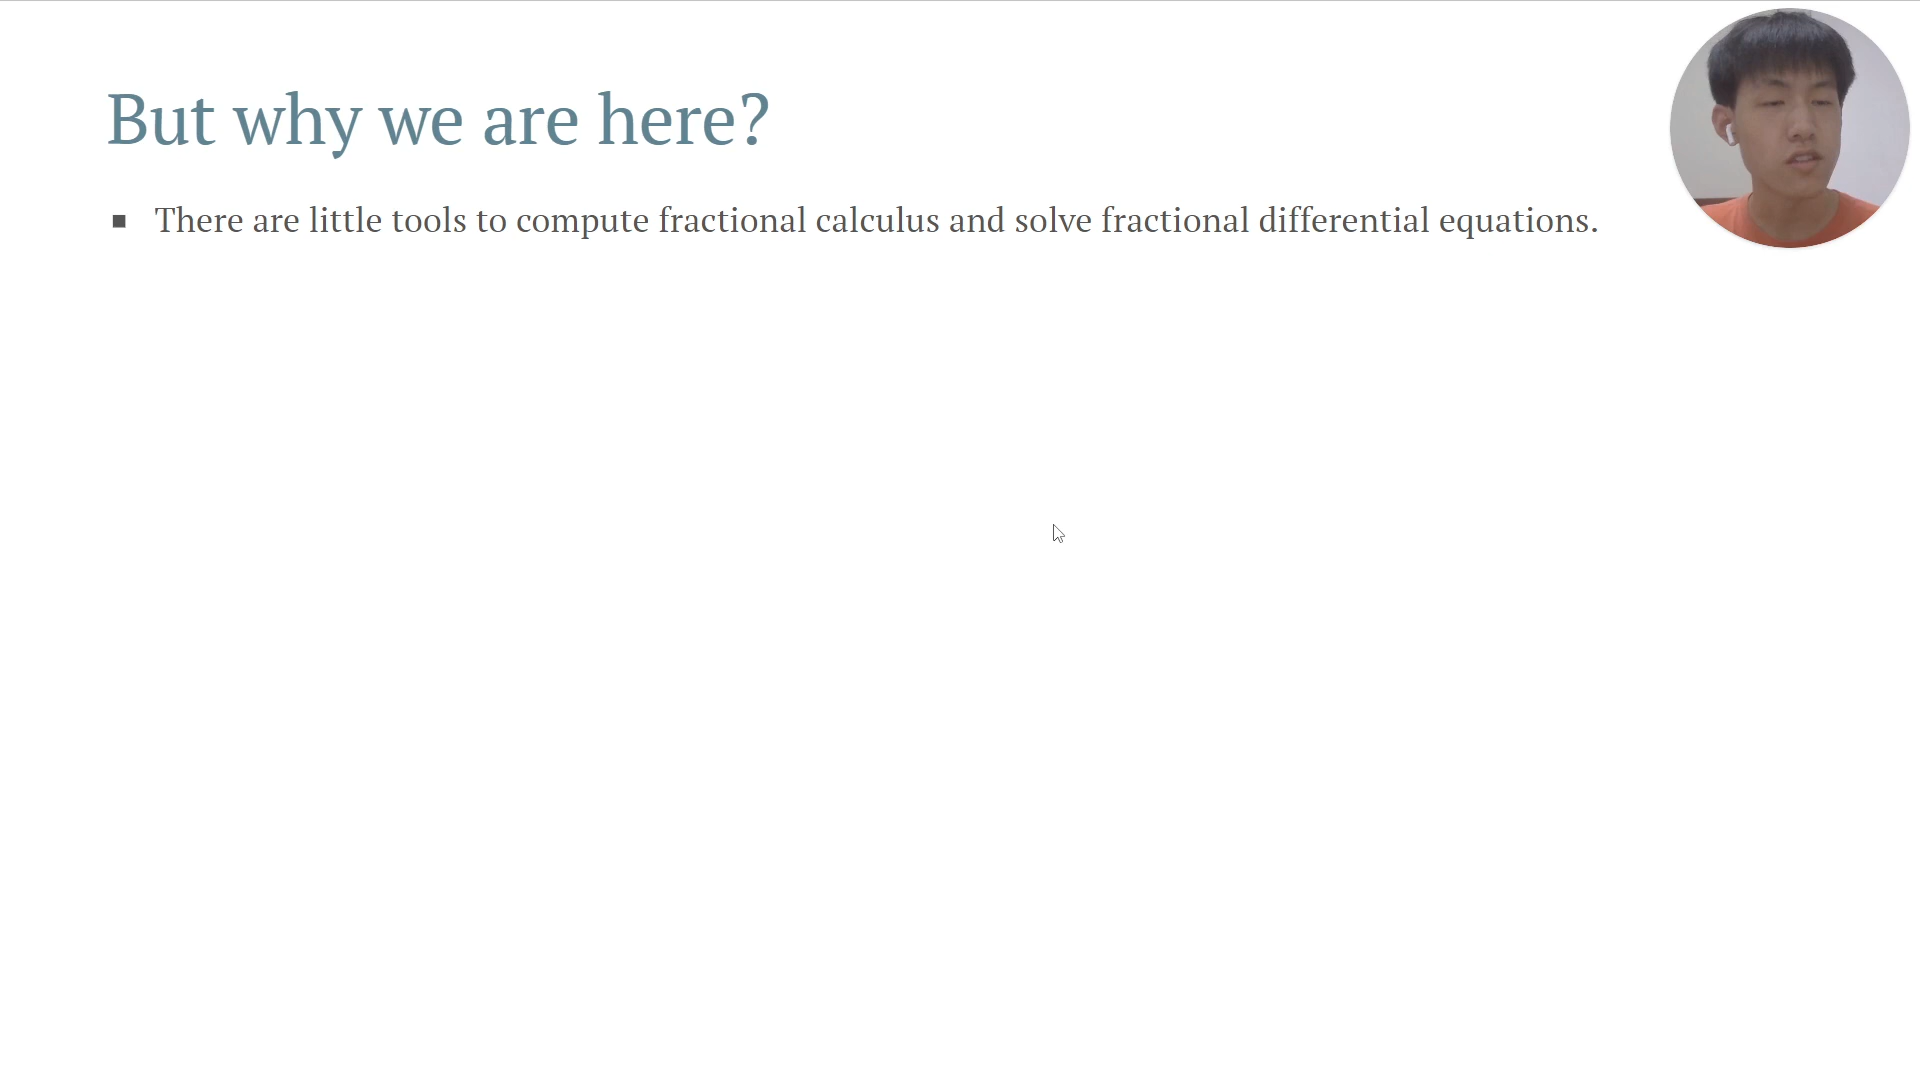 But why we are here?
There are little tools to compute fractional calculus and solve fractional differential equations.